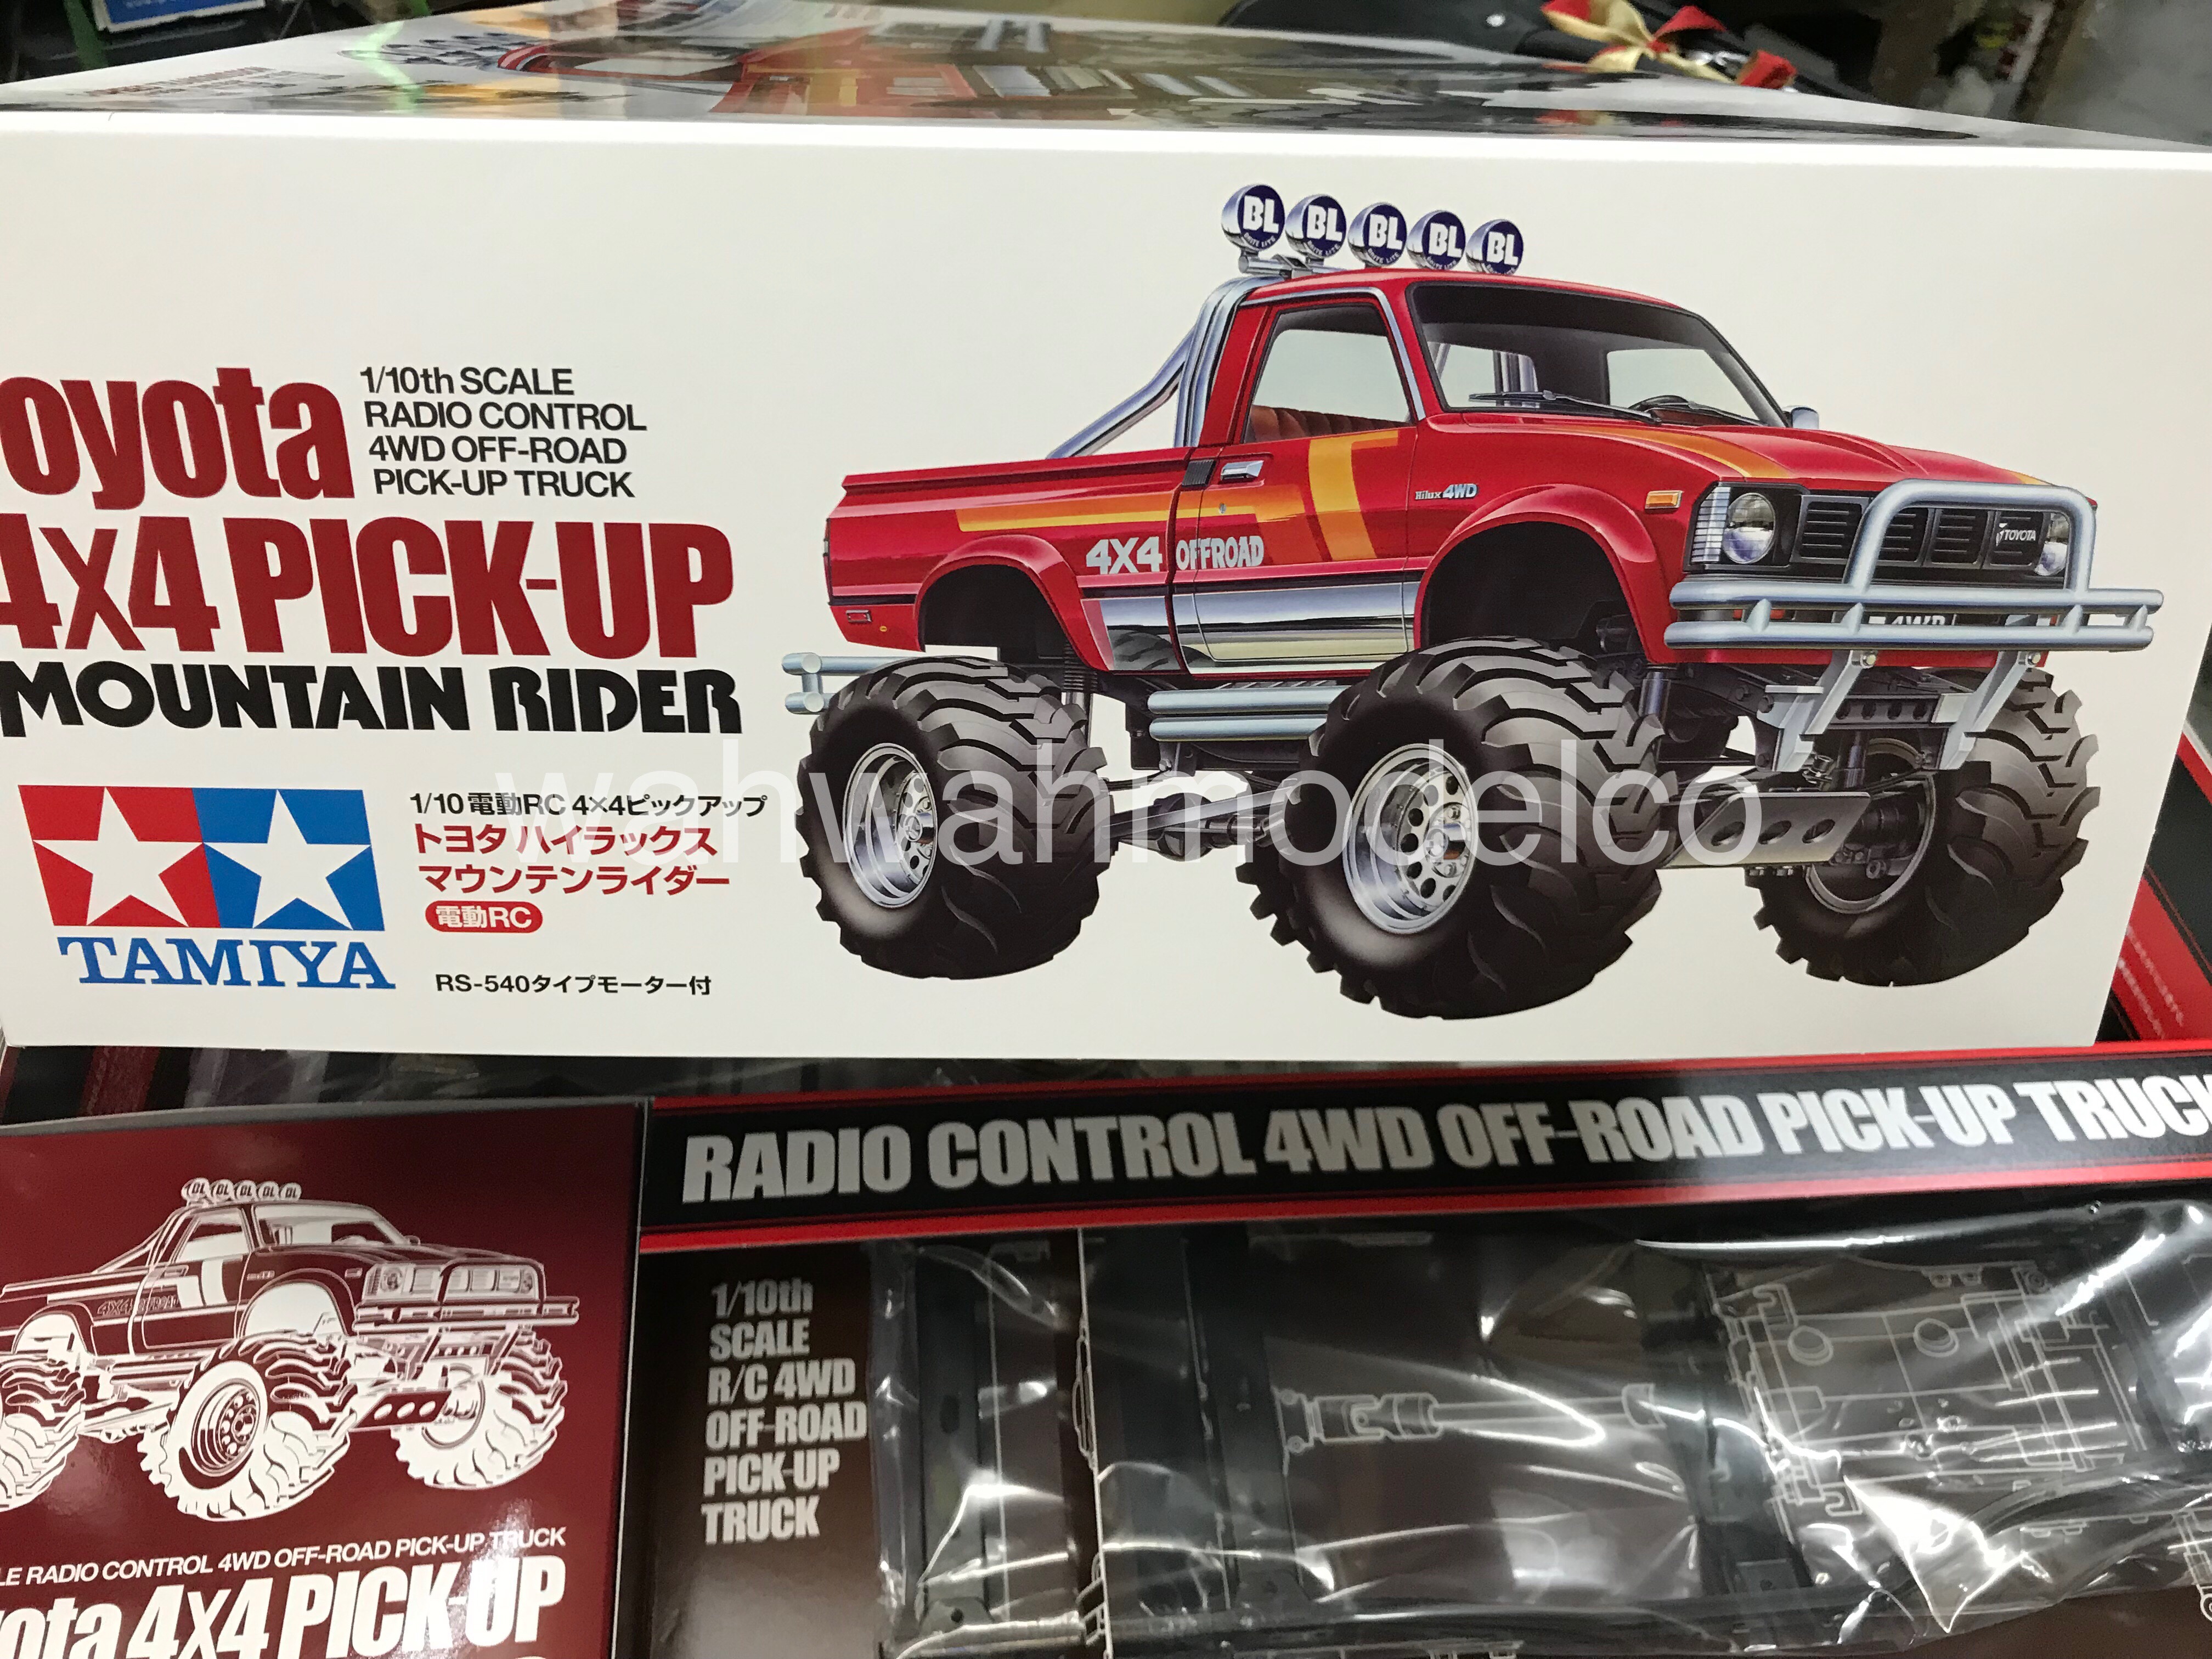 BL BL BL BL BL
oyota
1/10th SCALE
RADIO CONTROL
4WD OFF-ROAD
PICK-UP TRUCK
4X4 PICK-UP
MOUNTAIN RIDER
Hilux 4WD
TOYOTA
4X4 OFFROAD
4WD
TAMIYA
1/10 電動RC 4×4ピックアップ
トヨタ ハイラックス
マウンテンライダー
電動RC
RS-540タイプモーター付
wahwahmodelco
RADIO CONTROL 4WD OFF-ROAD PICK-UP TRUCK
1/10th
SCALE
R/C 4WD
OFF-ROAD
PICK-UP
TRUCK
LE RADIO CONTROL 4WD OFF-ROAD PICK-UP TRUCK
yota 4X4 PICK-UP